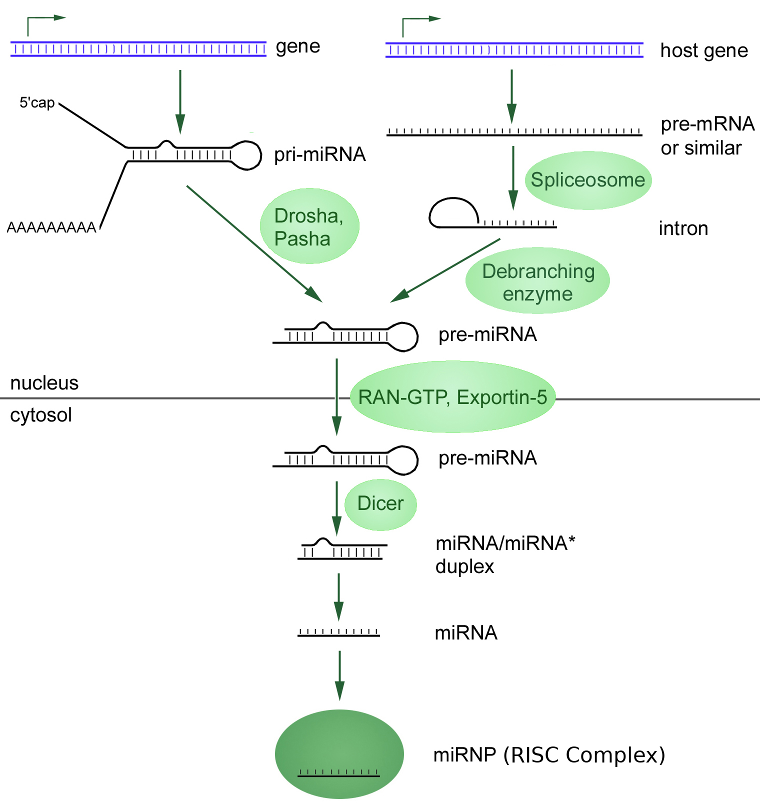 gene
host gene
5'cap
pri-miRNA
AAAAAAAAA
pre-mRNA
or similar
Spliceosome
intron
Drosha,
Pasha
Debranching
enzyme
pre-miRNA
nucleus
RAN-GTP, Exportin-5
cytosol
pre-miRNA
Dicer
miRNA/miRNA*
duplex
miRNA
miRNP (RISC Complex)